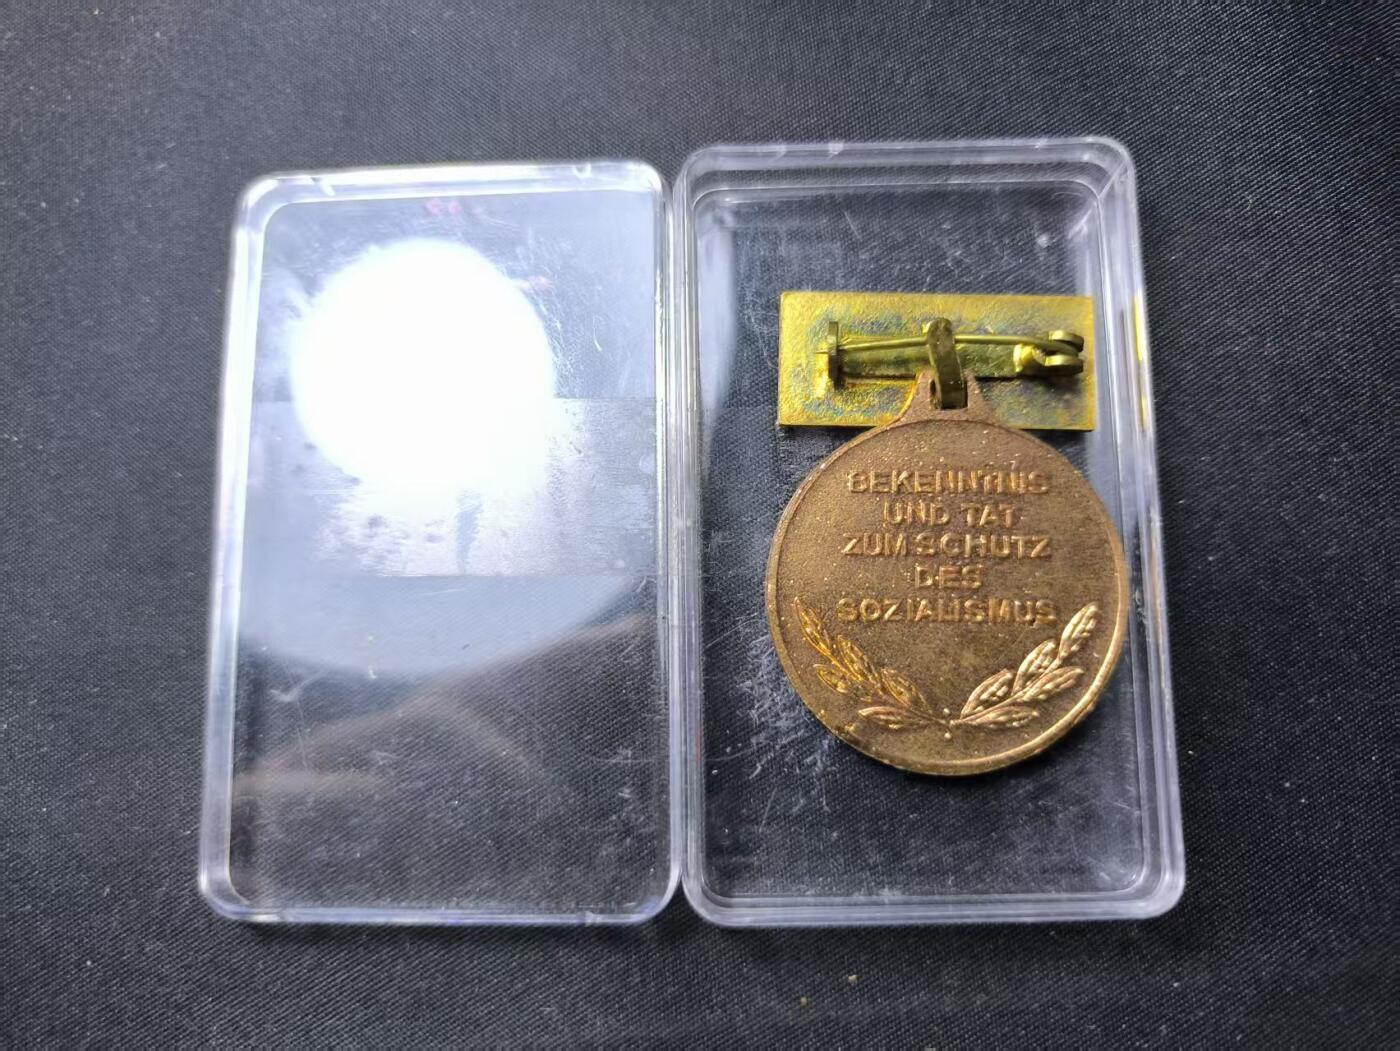 BEKENNTNIS
UND TAT
ZUM SCHUTZ
DES
SOZIALISMUS